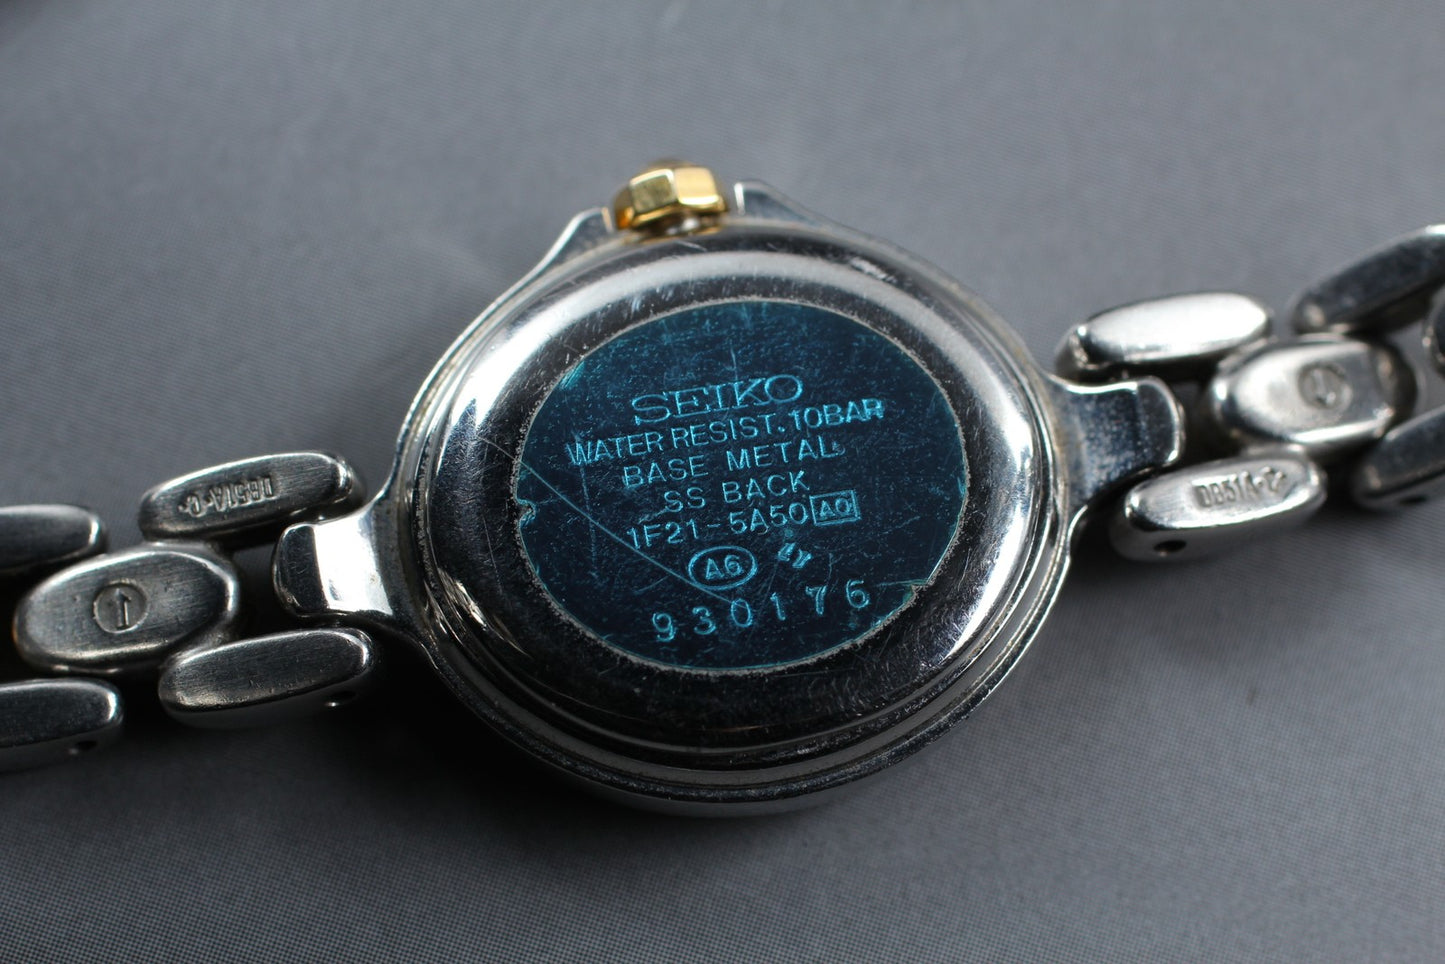 SEIKO
WATER RESIST. 10BAR
BASE METAL
SS BACK
1F21-5A50 A0
A6
930176